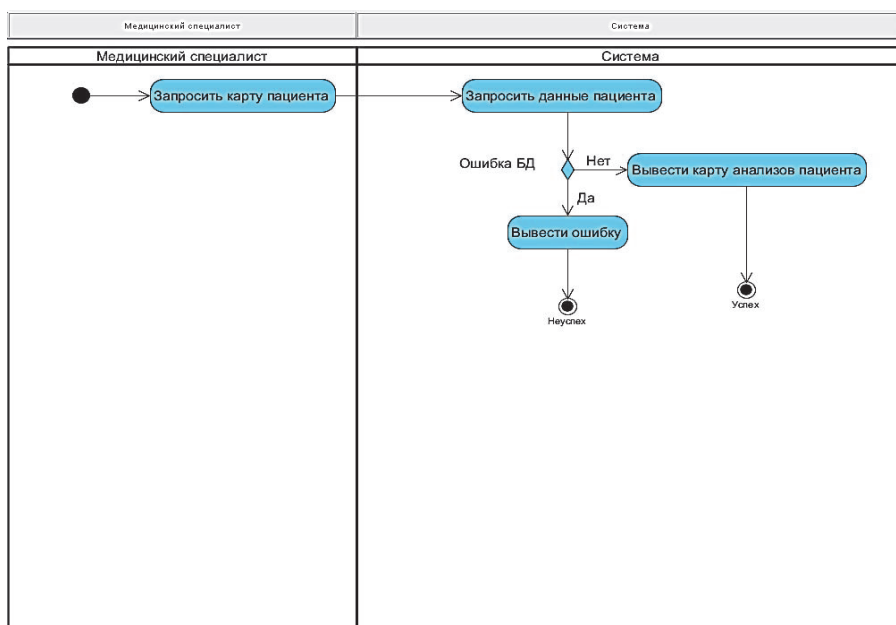 Медицинский специалист
Система
Медицинский специалист
Система
Запросить карту пациента
Запросить данные пациента
Ошибка БД
Нет
Вывести карту анализов пациента
Да
Вывести ошибку
Успех
Неуспех